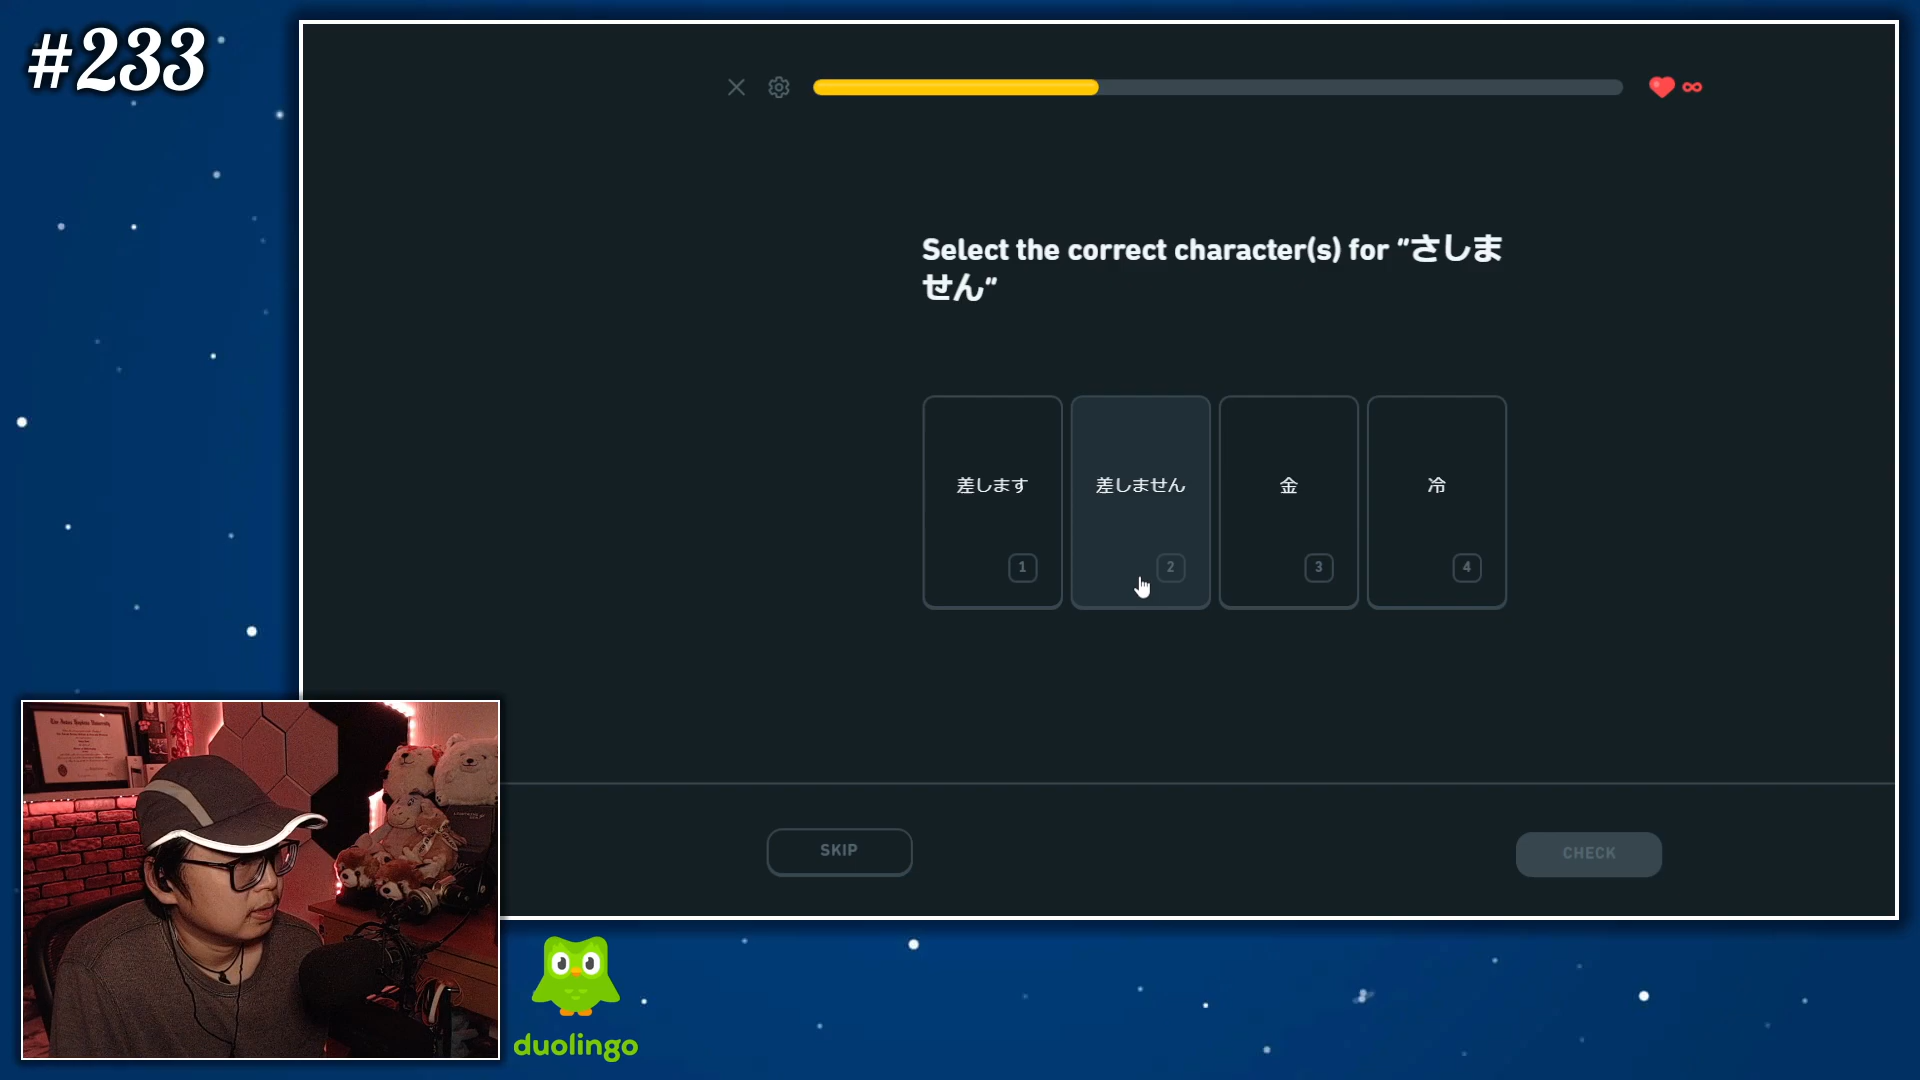 #233
Select the correct character(s) for "さしま
せん"
差します
差しません
金
冷
1
2
3
4
SKIP
CHECK
duolingo